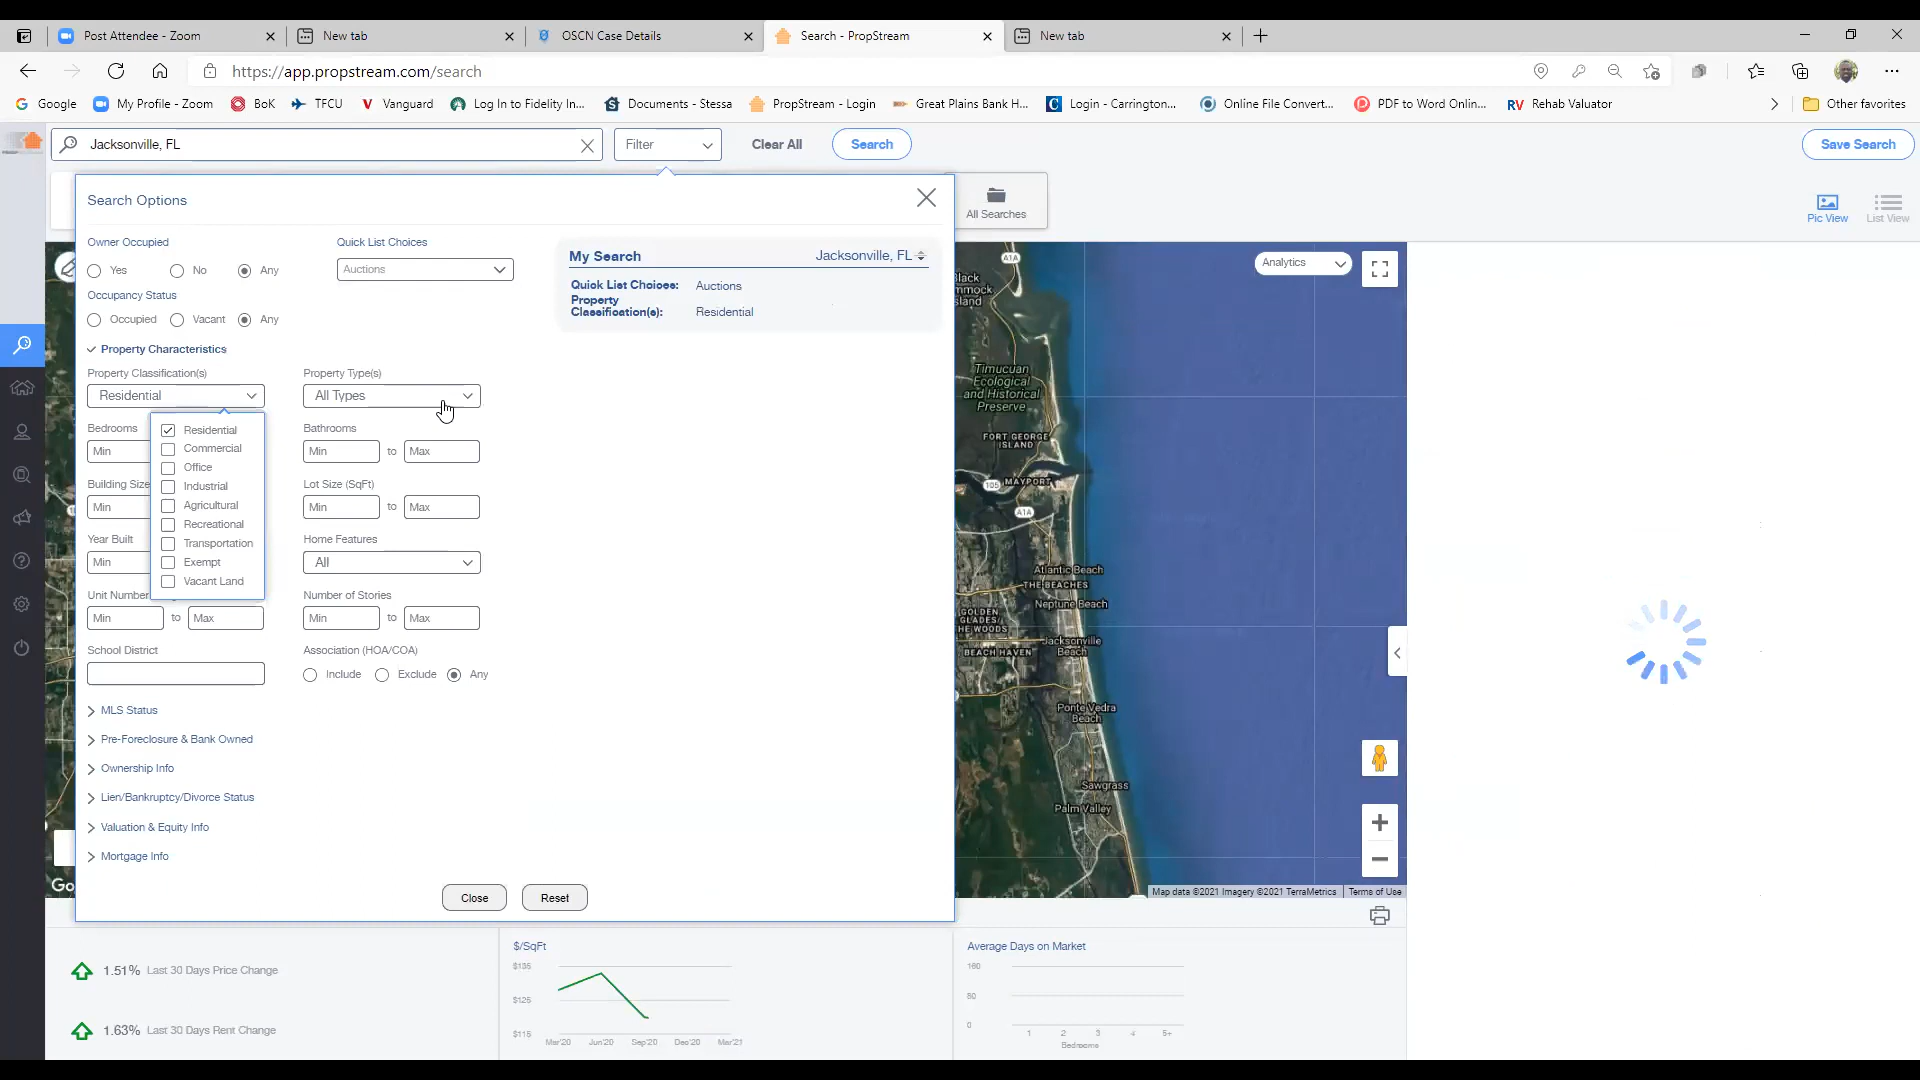 Post Attendee - Zoom
New tab
OSCN Case Details
Search - PropStream
New tab
https://app.propstream.com/search
Google
My Profile - Zoom
BoK
TFCU
Vanguard
Log In to Fidelity In...
Documents - Stessa
PropStream - Login
Great Plains Bank H...
Login - Carrington...
Online File Convert...
PDF to Word Onlin...
Rehab Valuator
Other favorites
Jacksonville, FL
Filter
Clear All
Search
Save Search
Search Options
All Searches
Pic View
List View
Owner Occupied
Yes
No
Any
Quick List Choices
Auctions
Occupancy Status
Occupied
Vacant
Any
My Search
Jacksonville, FL
Quick List Choices: Auctions
Property
Classification(s): Residential
Property Characteristics
Property Classification(s)
Residential
Property Type(s)
All Types
Residential
Commercial
Office
Industrial
Agricultural
Recreational
Transportation
Exempt
Vacant Land
Bedrooms
Min
Bathrooms
Min to Max
Building Size
Min
Lot Size (SqFt)
Min to Max
Year Built
Min
Home Features
All
Unit Number
Min to Max
Number of Stories
Min to Max
School District
Association (HOA/COA)
Include
Exclude
Any
MLS Status
Pre-Foreclosure & Bank Owned
Ownership Info
Lien/Bankruptcy/Divorce Status
Valuation & Equity Info
Mortgage Info
Close
Reset
Analytics
A1A
Timucuan
Ecological
and Historical
Preserve
FORT GEORGE
ISLAND
105
MAYPORT
A1A
Atlantic Beach
THE BEACHES
Neptune Beach
GOLDEN
GLADES/
THE WOODS
Jacksonville
Beach
BEACH HAVEN
Ponte Vedra
Beach
Sawgrass
Palm Valley
Go
Map data ©2021 Imagery ©2021 TerraMetrics
Terms of Use
1.51% Last 30 Days Price Change
1.63% Last 30 Days Rent Change
$/SqFt
$135
$125
$115
Mar'20
Jun'20
Sep'20
Dec'20
Mar'21
Average Days on Market
160
80
0
1
2
3
4
5+
Bedrooms